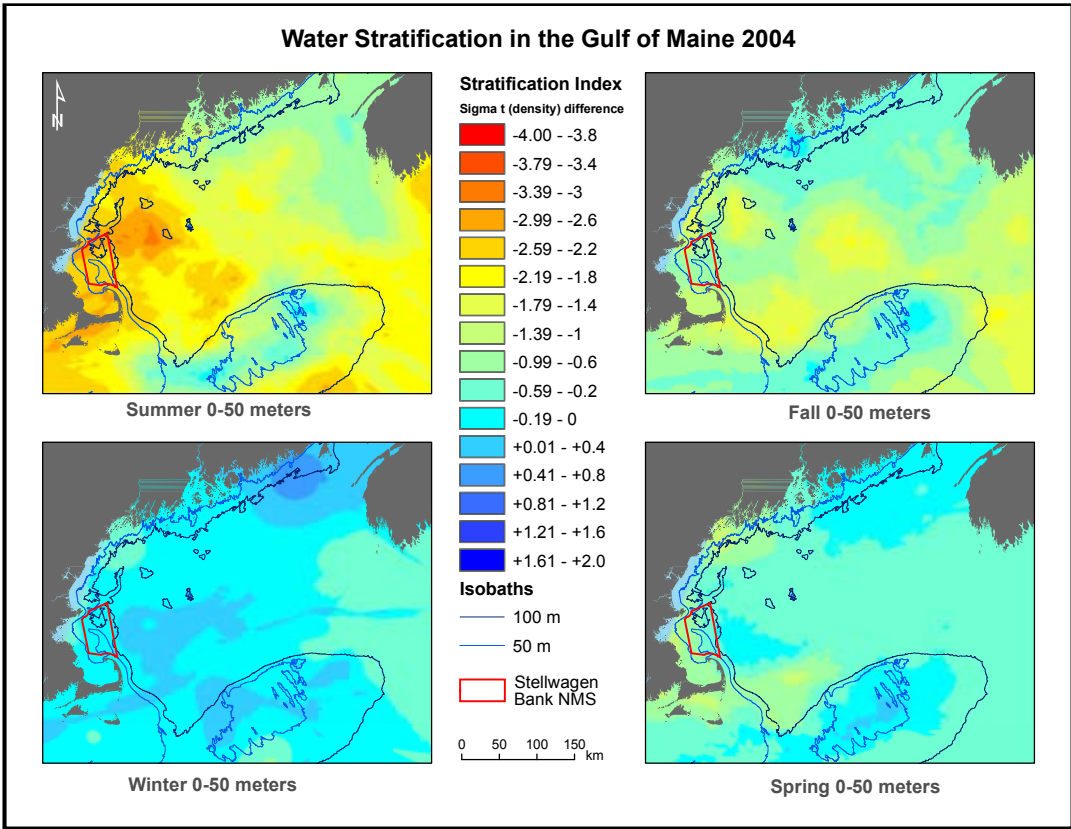 Water Stratification in the Gulf of Maine 2004
N
Summer 0-50 meters
Stratification Index
Sigma t (density) difference
-4.00 - -3.8
-3.79 - -3.4
-3.39 - -3
-2.99 - -2.6
-2.59 - -2.2
-2.19 - -1.8
-1.79 - -1.4
-1.39 - -1
-0.99 - -0.6
-0.59 - -0.2
-0.19 - 0
+0.01 - +0.4
+0.41 - +0.8
+0.81 - +1.2
+1.21 - +1.6
+1.61 - +2.0
Isobaths
100 m
50 m
Stellwagen
Bank NMS
0 50 100 150
km
Fall 0-50 meters
Winter 0-50 meters
Spring 0-50 meters